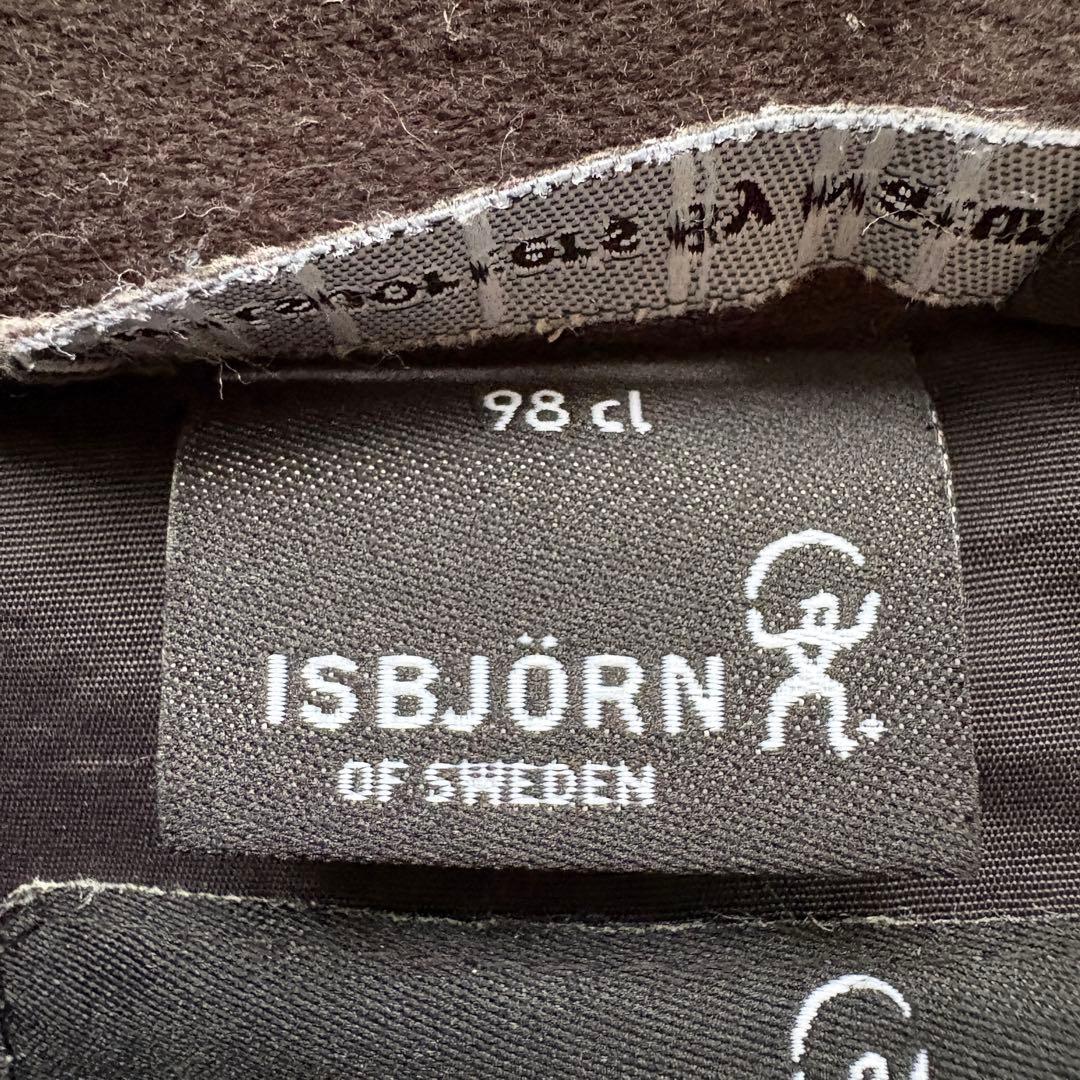 98 cl
ISBJÖRN
OF SWEDEN